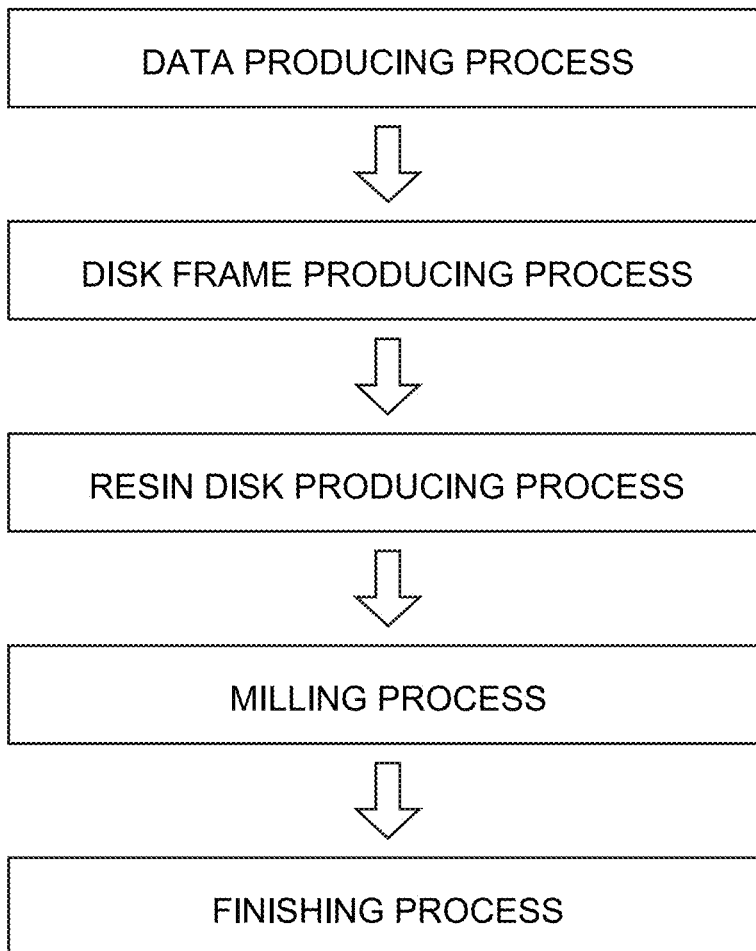 DATA PRODUCING PROCESS
DISK FRAME PRODUCING PROCESS
RESIN DISK PRODUCING PROCESS
MILLING PROCESS
FINISHING PROCESS